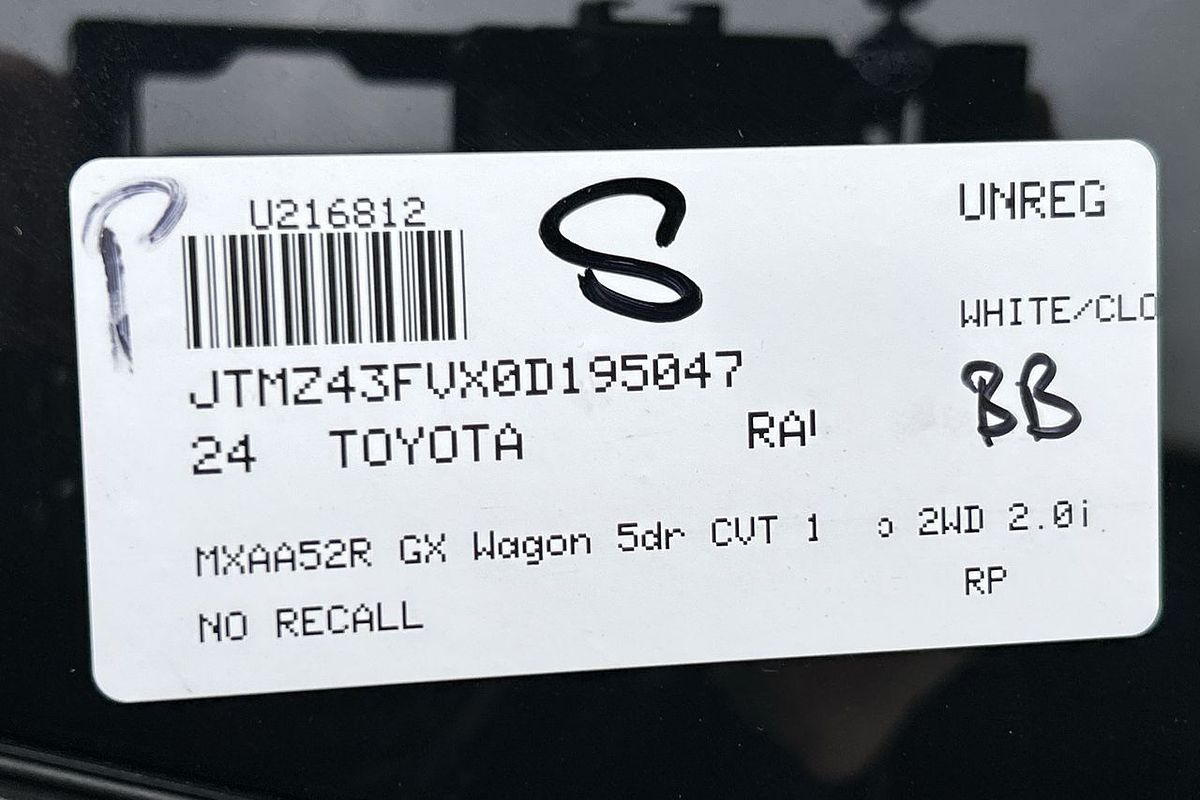 P
U216812
S
UNREG
WHITE/CLO
JTMZ43FVX0D195047
BB
24 TOYOTA
MXAA52R GX Wagon 5dr CVT 1 2WD 2.0i
RP
NO RECALL